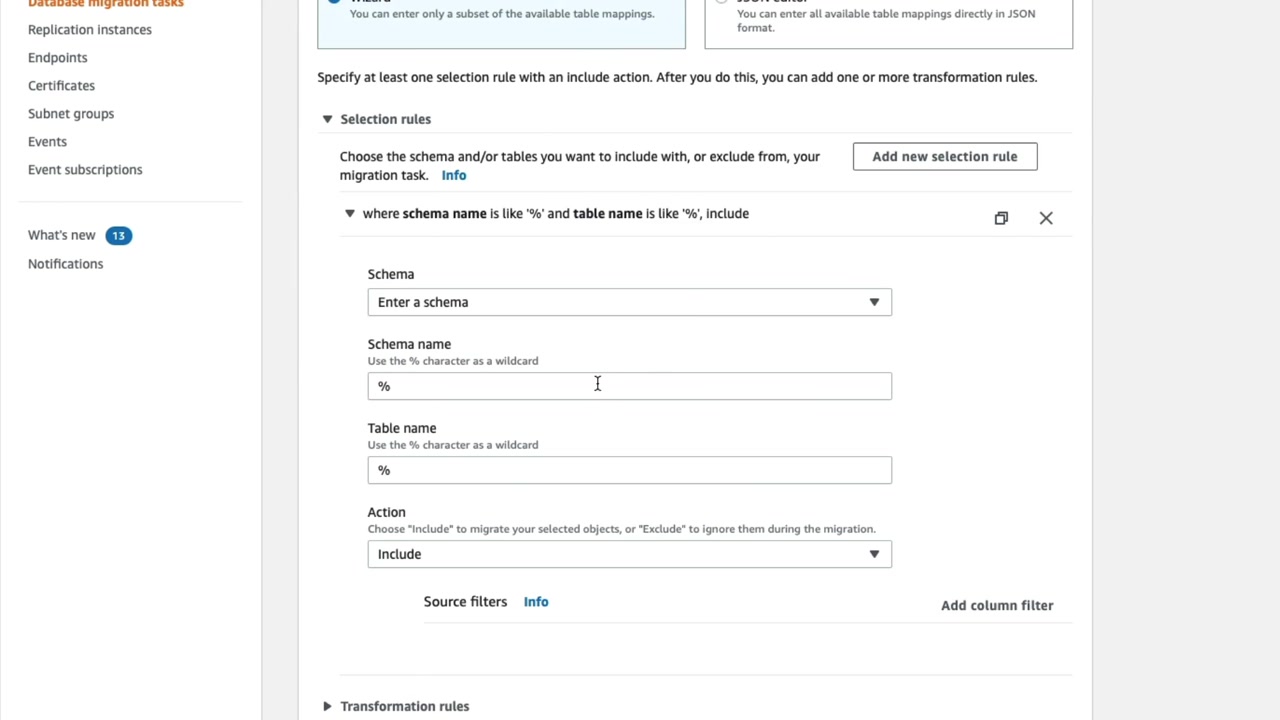 Database migration tasks
Replication instances
Endpoints
Certificates
Subnet groups
Events
Event subscriptions
What's new 13
Notifications
Wizard
You can enter only a subset of the available table mappings.
JSON editor
You can enter all available table mappings directly in JSON
format.
Specify at least one selection rule with an include action. After you do this, you can add one or more transformation rules.
Selection rules
Choose the schema and/or tables you want to include with, or exclude from, your
migration task. Info
Add new selection rule
where schema name is like '%' and table name is like '%', include
Schema
Enter a schema
Schema name
Use the % character as a wildcard
%
Table name
Use the % character as a wildcard
%
Action
Choose "Include" to migrate your selected objects, or "Exclude" to ignore them during the migration.
Include
Source filters Info
Add column filter
Transformation rules